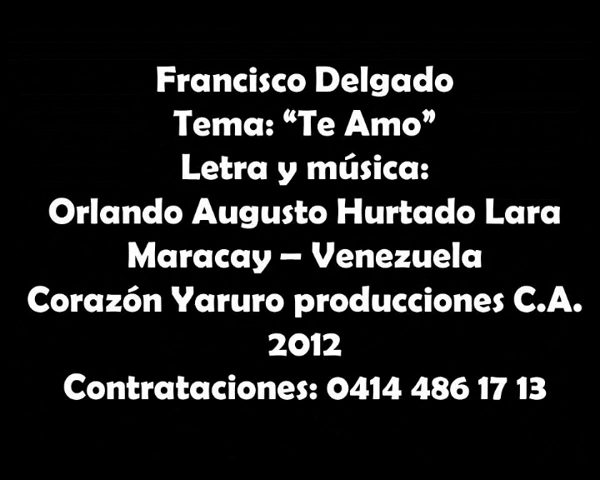 Francisco Delgado
Tema: “Te Amo”
Letra y música:
Orlando Augusto Hurtado Lara
Maracay – Venezuela
Corazón Yaruro producciones C.A.
2012
Contrataciones: 0414 486 17 13